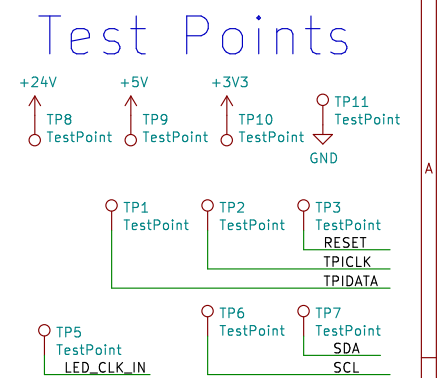 Test Points
+24V +5V +3V3
TP8 TP9 TP10 TP11
TestPoint TestPoint TestPoint TestPoint
GND
A
TP1 TP2 TP3
TestPoint TestPoint TestPoint
RESET
TPICLK
TPIDATA
TP6 TP7
TestPoint TestPoint
TP5
TestPoint
SDA
LED_CLK_IN SCL